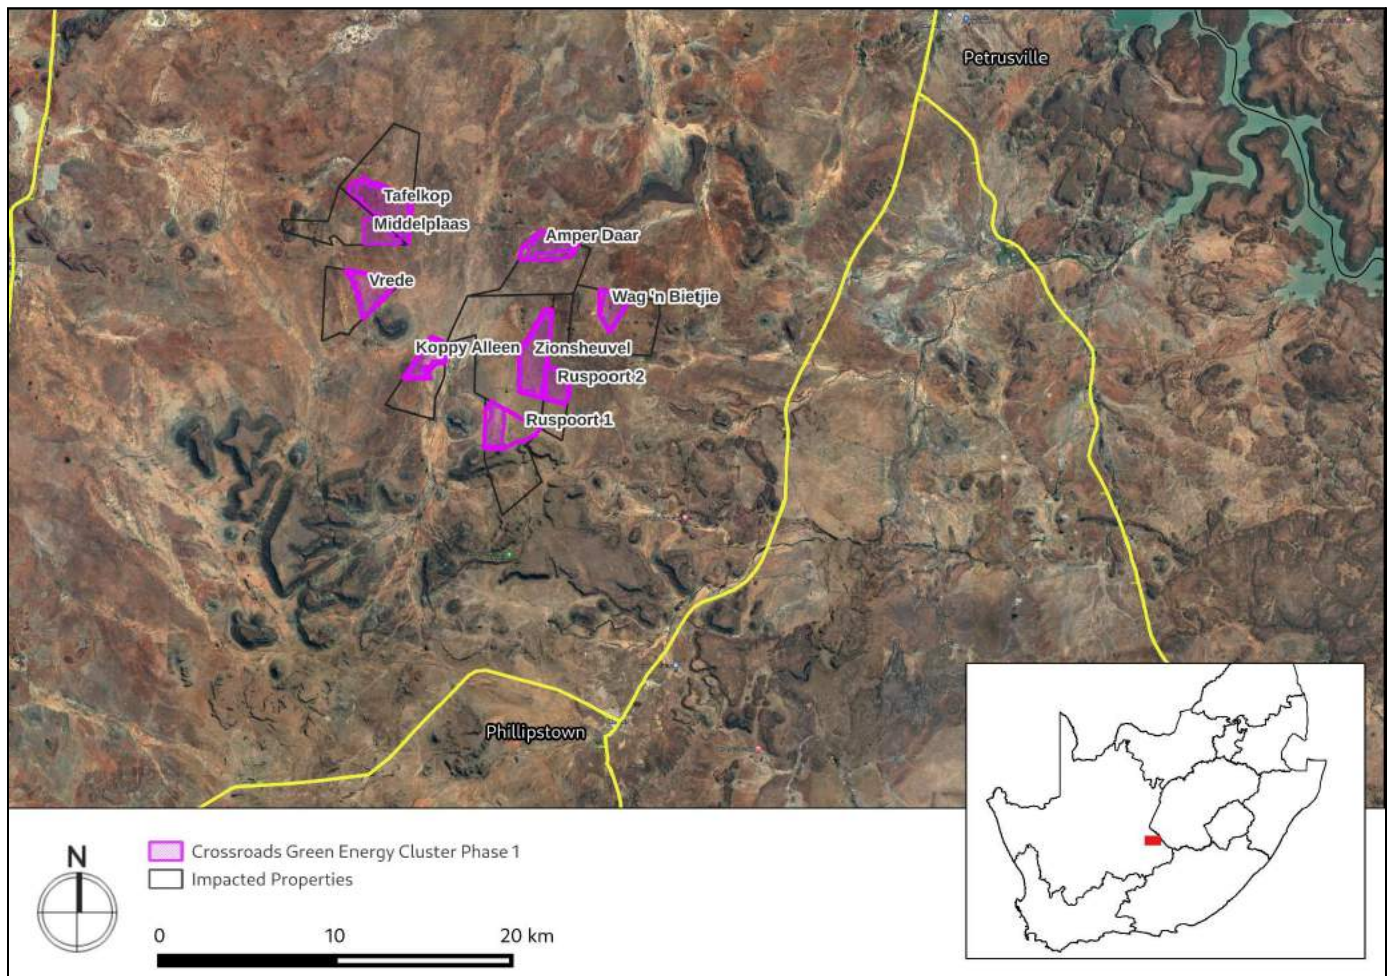 Petrusville
Tafelkop
Middelplaas
Amper Daar
Vrede
Wag 'n Bietjie
Koppy Alleen
Zionsheuvel
Ruspoort 2
Ruspoort 1
Phillipstown
N
Crossroads Green Energy Cluster Phase 1
Impacted Properties
0 10 20 km